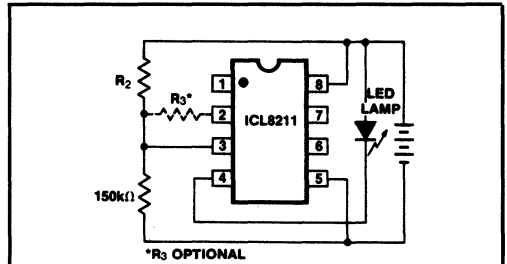 R2
R3*
1
2
3
4
ICL8211
8
7
6
5
LED
LAMP
150kΩ
*R3 OPTIONAL